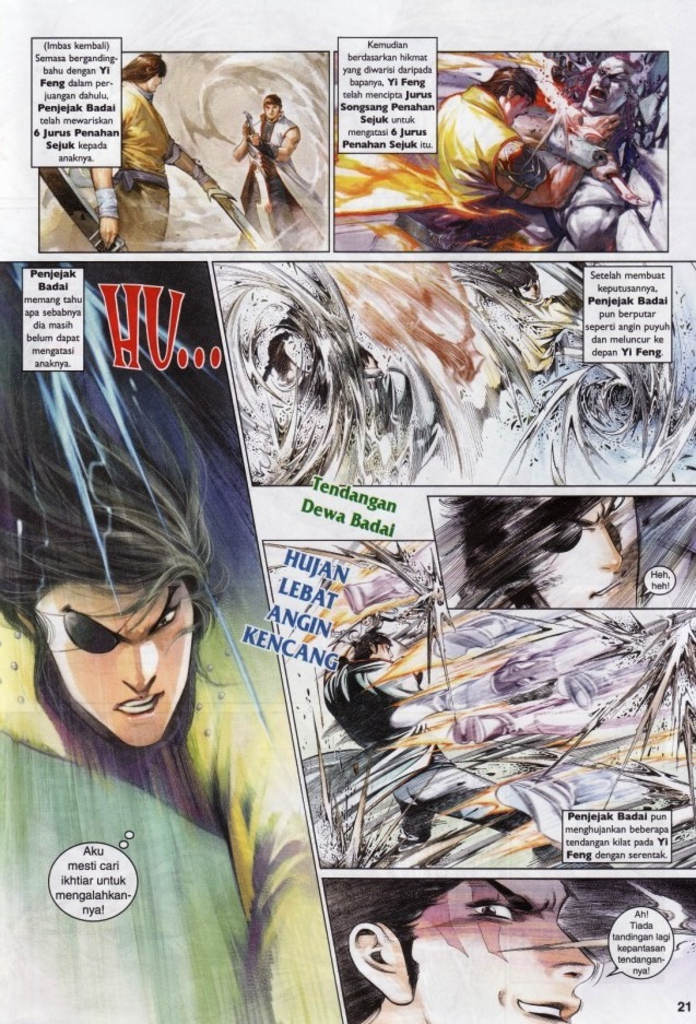 (Imbas kembali)
Semasa berganding-
bahu dengan Yi
Feng dalam per-
juangan dahulu,
Penjejak Badai
telah mewariskan
6 Jurus Penahan
Sejuk kepada
anaknya.
Kemudian
berdasarkan hikmat
yang diwarisi daripada
bapanya, Yi Feng
telah mencipta Jurus
Songsang Penahan
Sejuk untuk
mengatasi 6 Jurus
Penahan Sejuk itu.
Penjejak
Badai
memang tahu
apa sebabnya
dia masih
belum dapat
mengatasi
anaknya.
HU...
Setelah membuat
keputusannya,
Penjejak Badai
pun berputar
seperti angin puyuh
dan meluncur ke
depan Yi Feng.
Tendangan
Dewa Badai
HUJAN
LEBAT
ANGIN
KENCANG
Heh,
heh!
Aku
mesti cari
ikhtiar untuk
mengalahkan-
nya!
Penjejak Badai pun
menghujankan beberapa
tendangan kilat pada Yi
Feng dengan serentak.
Ah!
Tiada
tandingan lagi
kepantasan
tendangan-
nya!
21